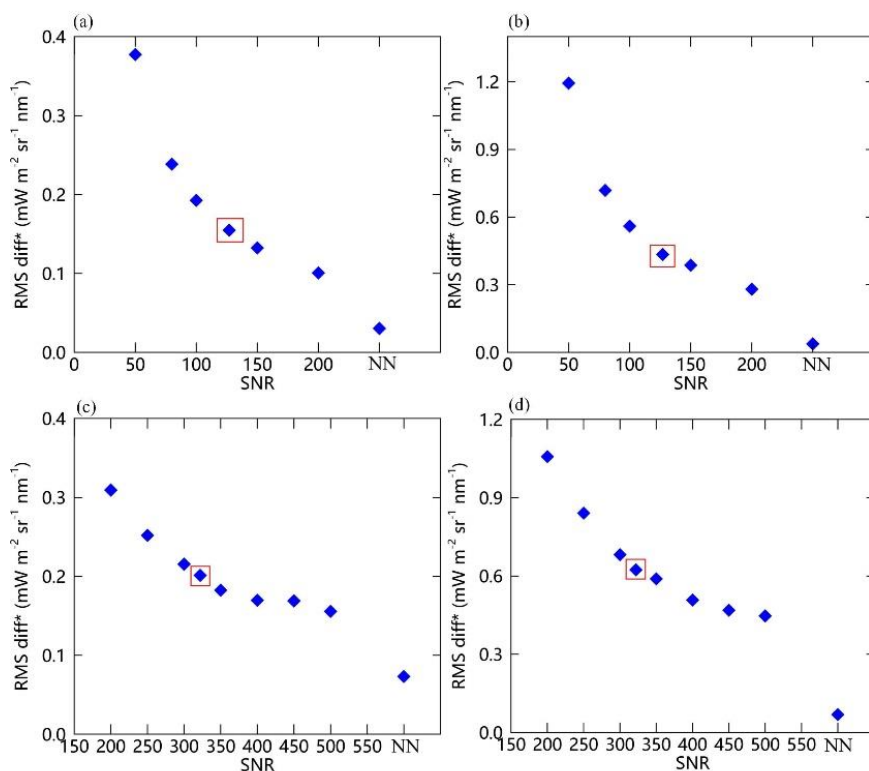 (a)
RMS diff* (mW m⁻² sr⁻¹ nm⁻¹)
0.4
0.3
0.2
0.1
0.0
0 50 100 150 200 NN
SNR
(b)
RMS diff* (mW m⁻² sr⁻¹ nm⁻¹)
1.2
0.9
0.6
0.3
0.0
0 50 100 150 200 NN
SNR
(c)
RMS diff* (mW m⁻² sr⁻¹ nm⁻¹)
0.4
0.3
0.2
0.1
0.0
150 200 250 300 350 400 450 500 550 NN
SNR
(d)
RMS diff* (mW m⁻² sr⁻¹ nm⁻¹)
1.2
0.9
0.6
0.3
0.0
150 200 250 300 350 400 450 500 550 NN
SNR